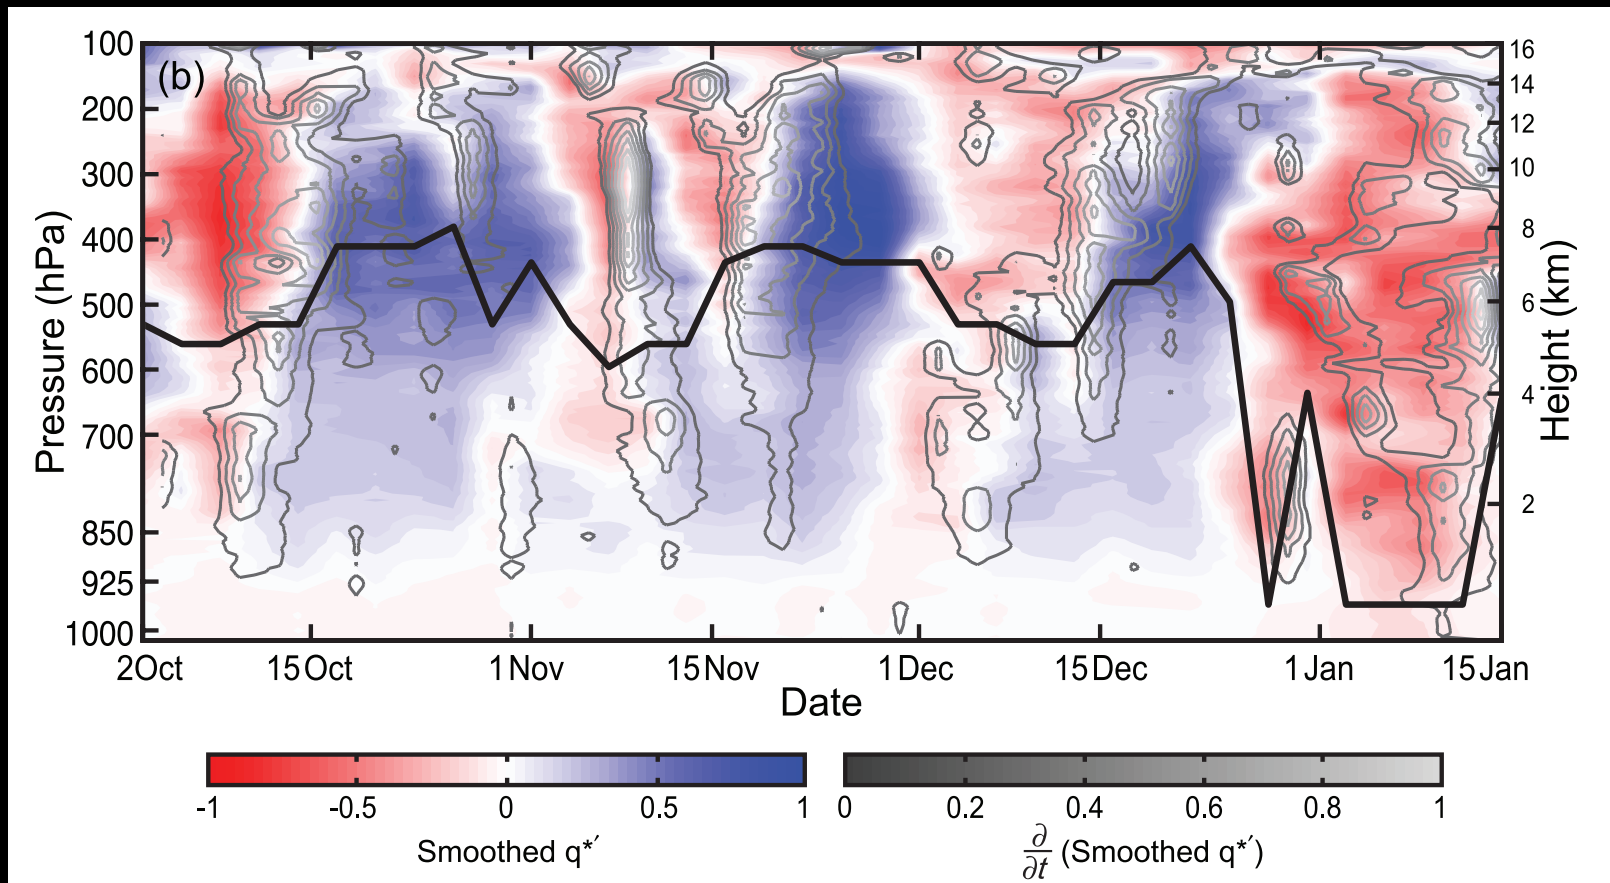 (b)
100
200
300
400
500
600
700
850
925
1000
Pressure (hPa)
16
14
12
10
8
6
4
2
Height (km)
2Oct 15Oct 1Nov 15Nov 1Dec 15Dec 1Jan 15Jan
Date
-1 -0.5 0 0.5 1
Smoothed q*′
0 0.2 0.4 0.6 0.8 1
∂/∂t (Smoothed q*′)